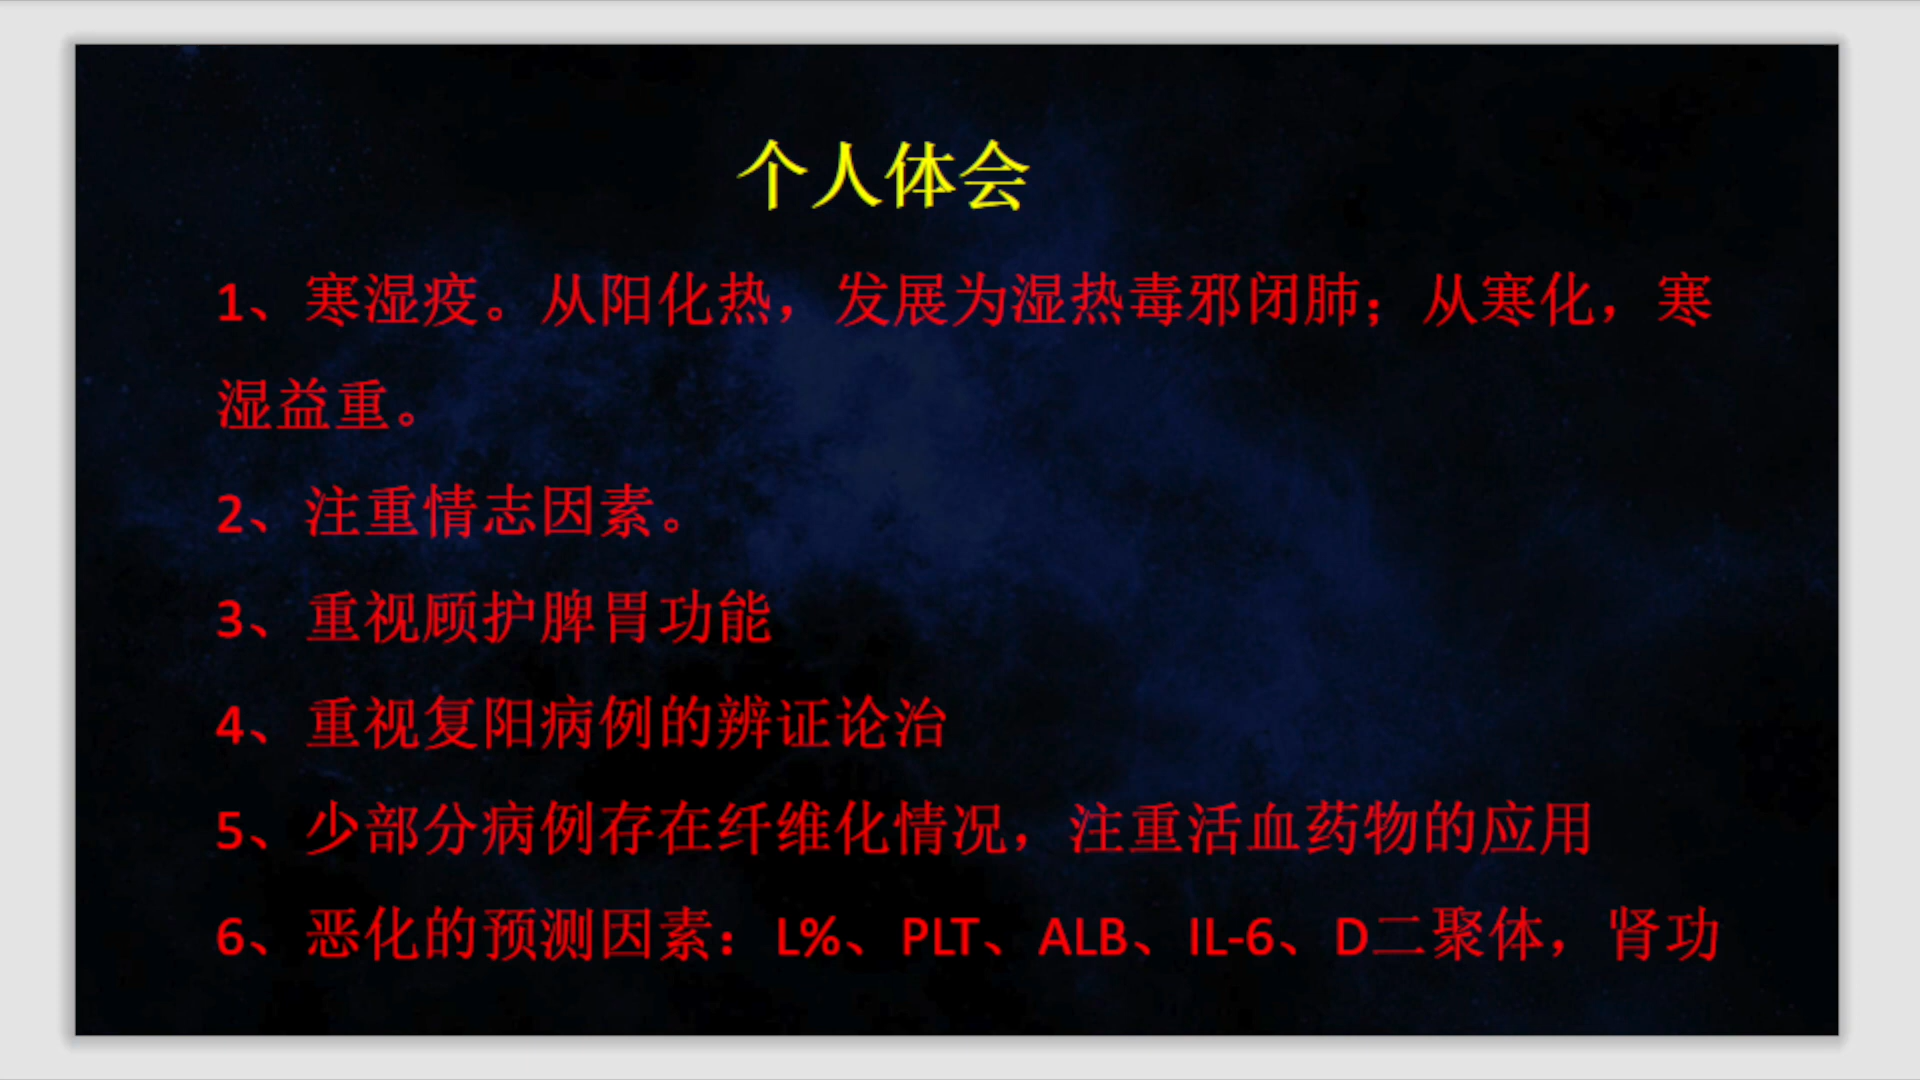 个人体会
1、寒湿疫。从阳化热，发展为湿热毒邪闭肺；从寒化，寒
湿益重。
2、注重情志因素。
3、重视顾护脾胃功能
4、重视复阳病例的辨证论治
5、少部分病例存在纤维化情况，注重活血药物的应用
6、恶化的预测因素：L%、PLT、ALB、IL-6、D二聚体，肾功